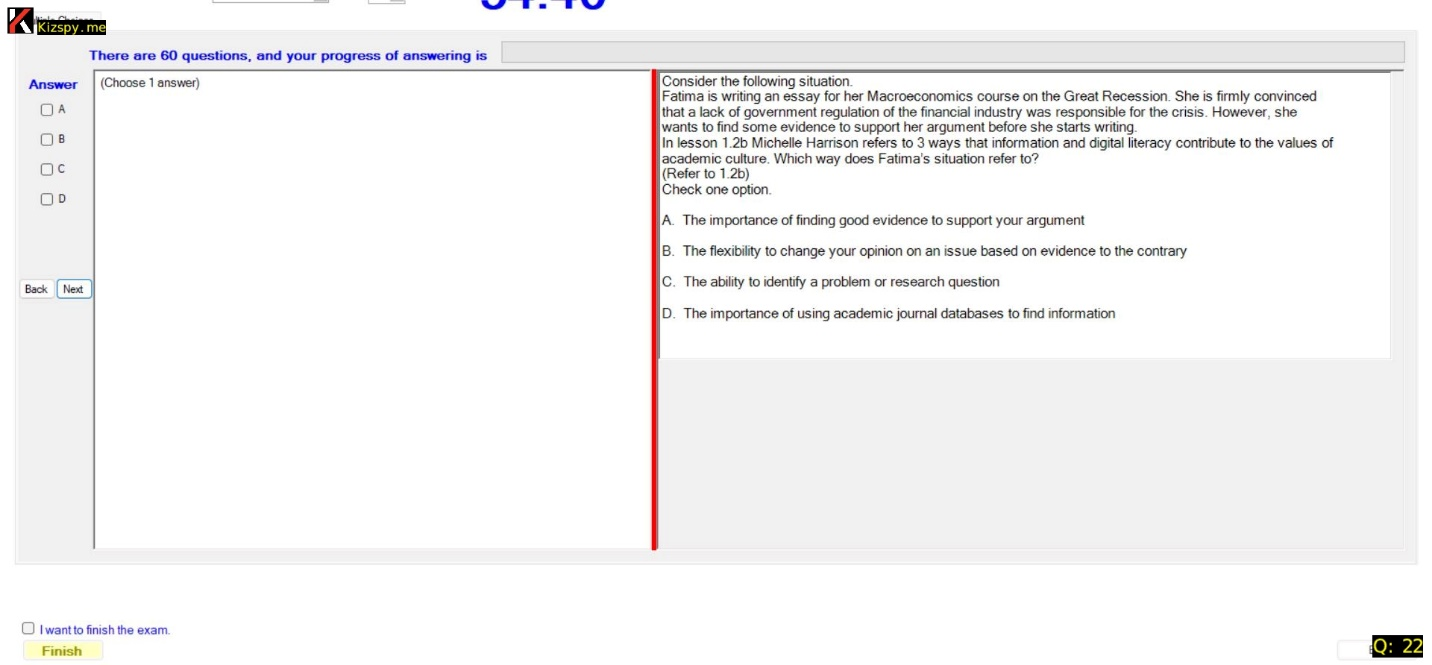 Kizspy.me
There are 60 questions, and your progress of answering is
Answer
A
B
C
D
Back Next
(Choose 1 answer)
Consider the following situation.
Fatima is writing an essay for her Macroeconomics course on the Great Recession. She is firmly convinced
that a lack of government regulation of the financial industry was responsible for the crisis. However, she
wants to find some evidence to support her argument before she starts writing.
In lesson 1.2b Michelle Harrison refers to 3 ways that information and digital literacy contribute to the values of
academic culture. Which way does Fatima's situation refer to?
(Refer to 1.2b)
Check one option.
A. The importance of finding good evidence to support your argument
B. The flexibility to change your opinion on an issue based on evidence to the contrary
C. The ability to identify a problem or research question
D. The importance of using academic journal databases to find information
I want to finish the exam.
Finish
Q: 22